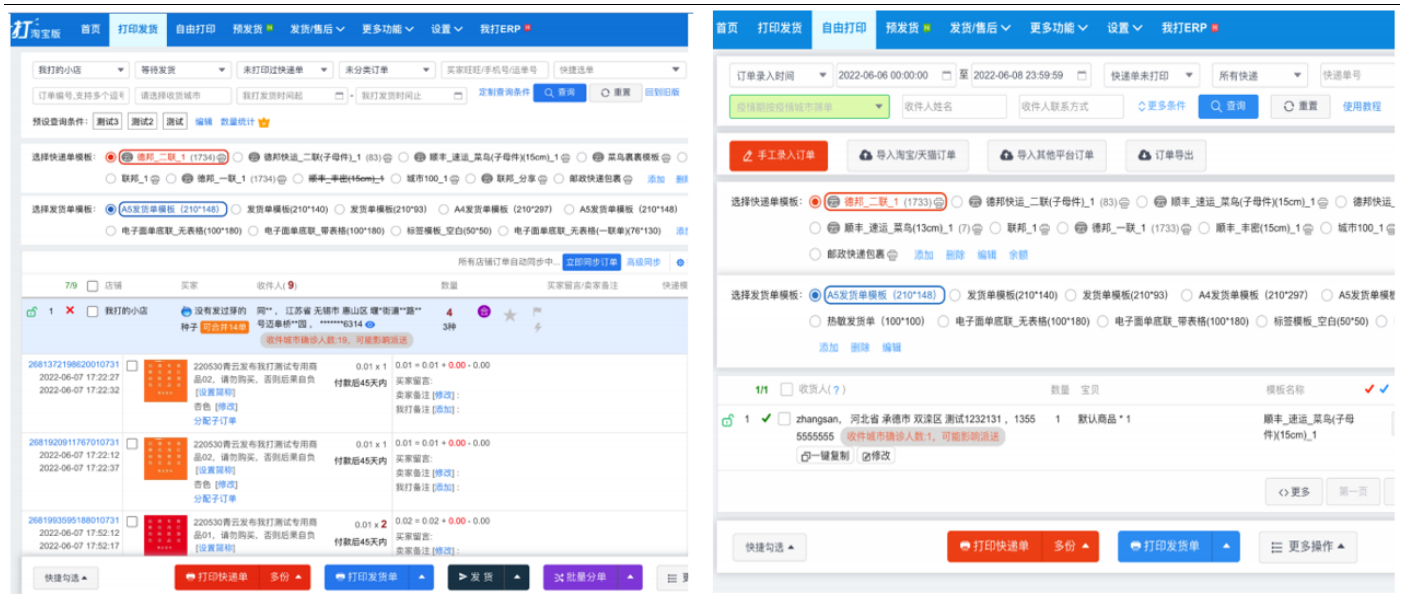 打 淘宝版 首页 打印发货 自由打印 预发货 发货/售后 更多功能 设置 我打ERP
我打的小店 等待发货 未打印过快递单 未分类订单 买家旺旺/手机号/运单号 快捷选单
订单编号,支持多个逗号 请选择收货城市 我打发货时间起 - 我打发货时间止 定制查询条件 查询 重置 回到旧版
预设查询条件: 测试3 测试2 测试 编辑 数量统计
选择快递单模板: 德邦_二联_1 (1734) 德邦快运_二联(子母件)_1 (83) 顺丰_速运_菜鸟(子母件)(15cm)_1 菜鸟裹裹模板
联邦_1 德邦_一联_1 (1734) 顺丰_丰密(15cm)_1 城市100_1 联邦_分享 邮政快递包裹 添加
选择发货单模板: A5发货单模板 (210*148) 发货单模板(210*140) 发货单模板(210*93) A4发货单模板 (210*297) A5发货单模板 (210*148)
电子面单底联_无表格(100*180) 电子面单底联_带表格(100*180) 标签模板_空白(50*50) 电子面单底联_无表格(一联单)(76*130)
所有店铺订单自动同步中... 立即同步订单 高级同步
7/9 店铺 买家 收件人( 9) 数量 买家留言/卖家备注 快递模
1 我打的小店 没有发过芽的 同**, 江苏省 无锡市 惠山区 堰*街道**路** 4 合
种子 可合并14单 号迈皋桥**园, *******6314 3种
收件城市确诊人数:19, 可能影响派送
2681372198620010731 220530青云发布我打测试专用商 0.01 x 1 0.01 = 0.01 + 0.00 - 0.00
2022-06-07 17:22:27 品02, 请勿购买, 否则后果自负 付款后45天内 买家留言:
2022-06-07 17:22:32 [设置简称] 卖家备注 [修改] :
杏色 [修改] 我打备注 [添加] :
分配子订单
2681920911767010731 220530青云发布我打测试专用商 0.01 x 1 0.01 = 0.01 + 0.00 - 0.00
2022-06-07 17:22:12 品02, 请勿购买, 否则后果自负 付款后45天内 买家留言:
2022-06-07 17:22:37 [设置简称] 卖家备注 [修改] :
杏色 [修改] 我打备注 [添加] :
分配子订单
2681993595188010731 220530青云发布我打测试专用商 0.01 x 2 0.02 = 0.02 + 0.00 - 0.00
2022-06-07 17:52:12 品01, 请勿购买, 否则后果自负 付款后45天内 买家留言:
2022-06-07 17:52:17 [设置简称] 卖家备注 [修改] :
快捷勾选 打印快递单 多份 打印发货单 发 货 批量分单
首页 打印发货 自由打印 预发货 发货/售后 更多功能 设置 我打ERP
订单录入时间 2022-06-06 00:00:00 至 2022-06-08 23:59:59 快递单未打印 所有快递 快递单号
疫情期按疫情城市筛单 收件人姓名 收件人联系方式 更多条件 查询 重置 使用教程
手工录入订单 导入淘宝/天猫订单 导入其他平台订单 订单导出
选择快递单模板: 德邦_二联_1 (1733) 德邦快运_二联(子母件)_1 (83) 顺丰_速运_菜鸟(子母件)(15cm)_1 德邦快运_
顺丰_速运_菜鸟(13cm)_1 (7) 联邦_1 德邦_一联_1 (1733) 顺丰_丰密(15cm)_1 城市100_1
邮政快递包裹 添加 删除 编辑 余额
选择发货单模板: A5发货单模板 (210*148) 发货单模板(210*140) 发货单模板(210*93) A4发货单模板 (210*297) A5发货单模板
热敏发货单 (100*100) 电子面单底联_无表格(100*180) 电子面单底联_带表格(100*180) 标签模板_空白(50*50)
添加 删除 编辑
1/1 收货人( ? ) 数量 宝贝 模板名称
1 zhangsan, 河北省 承德市 双滦区 测试1232131 , 1355 1 默认商品 * 1 顺丰_速运_菜鸟(子母
5555555 收件城市确诊人数:1, 可能影响派送 件)(15cm)_1
一键复制 修改
更多 第一页
快捷勾选 打印快递单 多份 打印发货单 更多操作